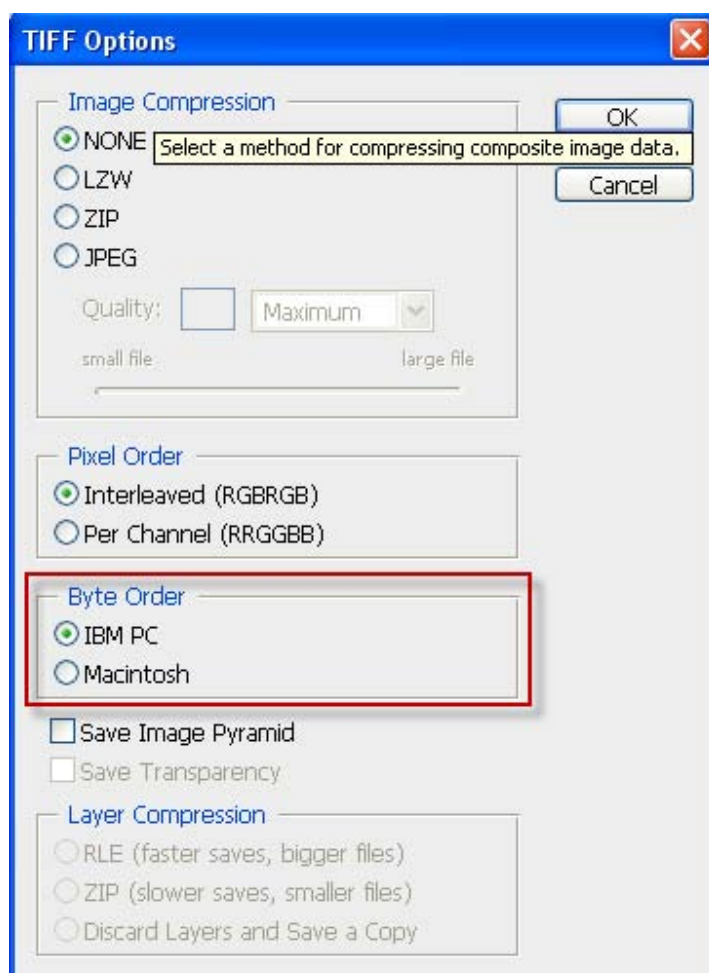 TIFF Options
Image Compression
NONE
Select a method for compressing composite image data.
OK
LZW
Cancel
ZIP
JPEG
Quality:
Maximum
small file
large file
Pixel Order
Interleaved (RGBRGB)
Per Channel (RRGGBB)
Byte Order
IBM PC
Macintosh
Save Image Pyramid
Save Transparency
Layer Compression
RLE (faster saves, bigger files)
ZIP (slower saves, smaller files)
Discard Layers and Save a Copy